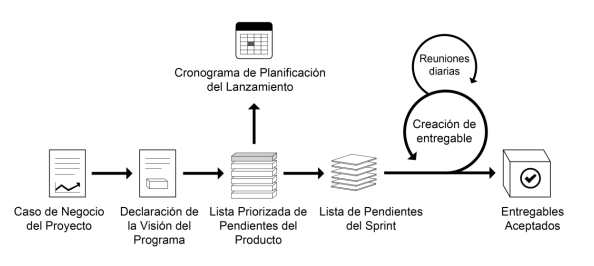 Reuniones
diarias
Cronograma de Planificación
del Lanzamiento
Creación de
entregable
Caso de Negocio
del Proyecto
Declaración de
la Visión del
Programa
Lista Priorizada de
Pendientes del
Producto
Lista de Pendientes
del Sprint
Entregables
Aceptados